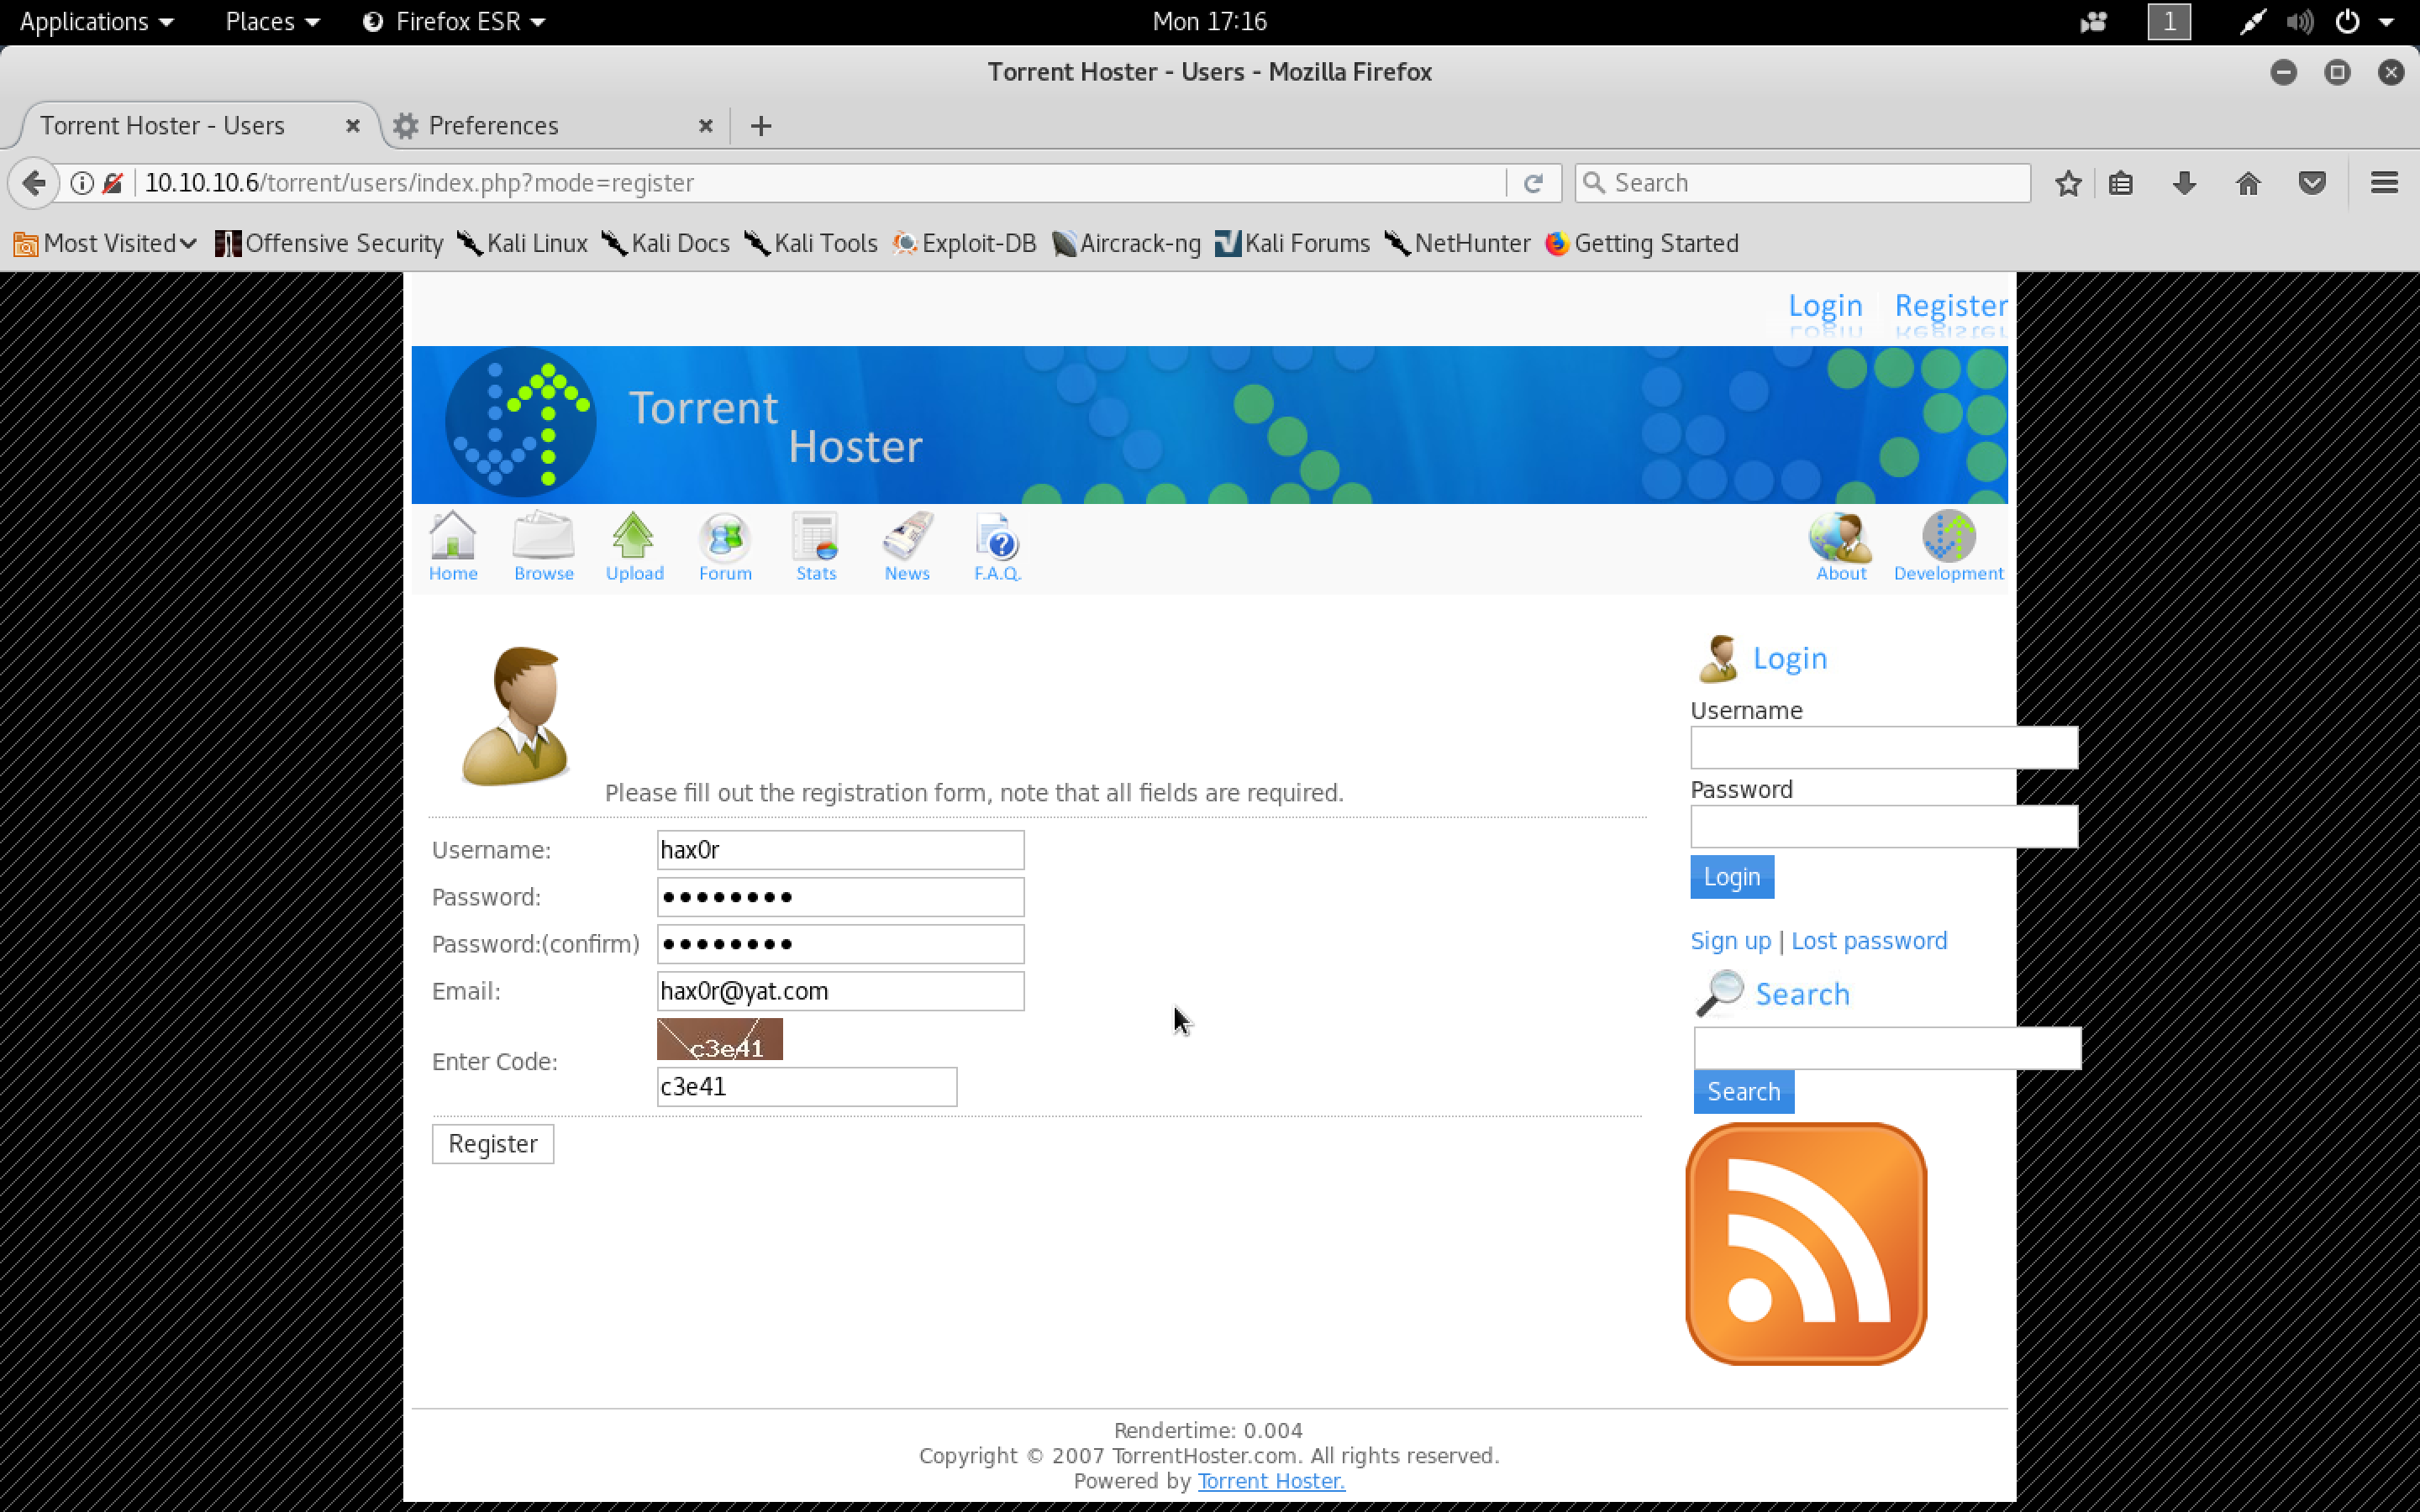 Applications Places Firefox ESR Mon 17:16 1
Torrent Hoster - Users - Mozilla Firefox
Torrent Hoster - Users Preferences
10.10.10.6/torrent/users/index.php?mode=register Search
Most Visited Offensive Security Kali Linux Kali Docs Kali Tools Exploit-DB Aircrack-ng Kali Forums NetHunter Getting Started
Login Register
Torrent
Hoster
Home Browse Upload Forum Stats News F.A.Q. About Development
Please fill out the registration form, note that all fields are required.
Username: hax0r
Password: ••••••••
Password:(confirm) ••••••••
Email: hax0r@yat.com
c3e41
Enter Code:
c3e41
Register
Login
Username
Password
Login
Sign up | Lost password
Search
Search
Rendertime: 0.004
Copyright © 2007 TorrentHoster.com. All rights reserved.
Powered by Torrent Hoster.